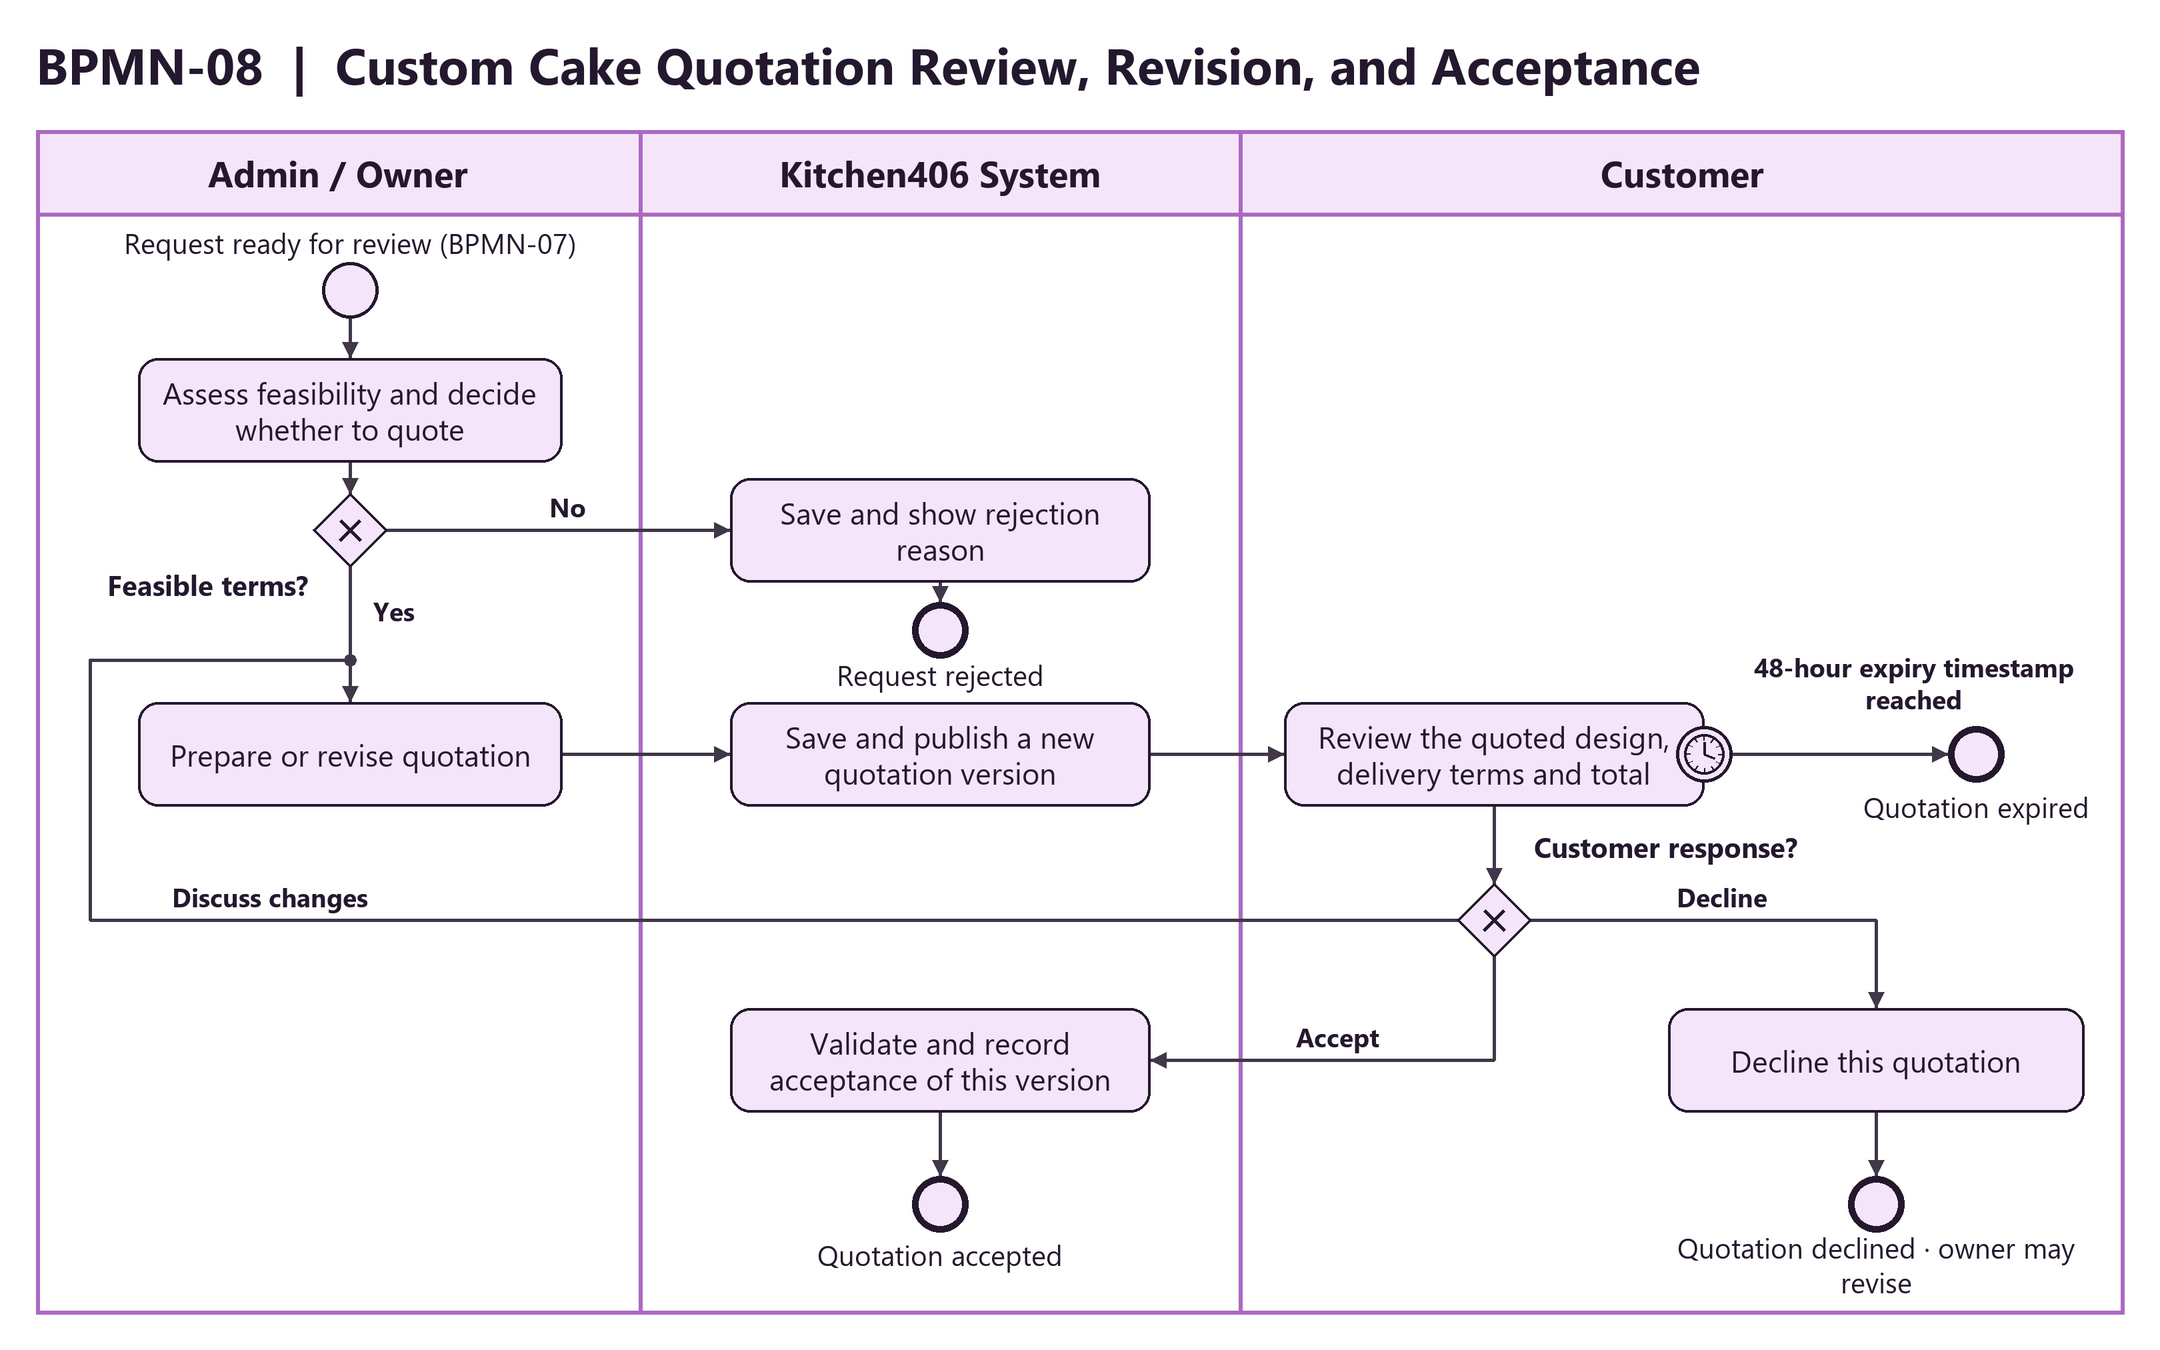 BPMN-08 | Custom Cake Quotation Review, Revision, and Acceptance
Admin / Owner
Kitchen406 System
Customer
Request ready for review (BPMN-07)
Assess feasibility and decide
whether to quote
No
Save and show rejection
reason
Feasible terms?
Yes
Request rejected
48-hour expiry timestamp
reached
Prepare or revise quotation
Save and publish a new
quotation version
Review the quoted design,
delivery terms and total
Quotation expired
Customer response?
Discuss changes
Decline
Accept
Validate and record
acceptance of this version
Decline this quotation
Quotation accepted
Quotation declined · owner may
revise